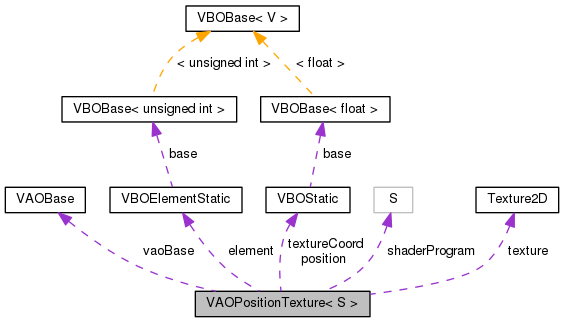 VBOBase< V >
< unsigned int >
< float >
VBOBase< unsigned int >
VBOBase< float >
base
base
VAOBase
VBOElementStatic
VBOStatic
S
Texture2D
vaoBase
element
textureCoord
position
shaderProgram
texture
VAOPositionTexture< S >